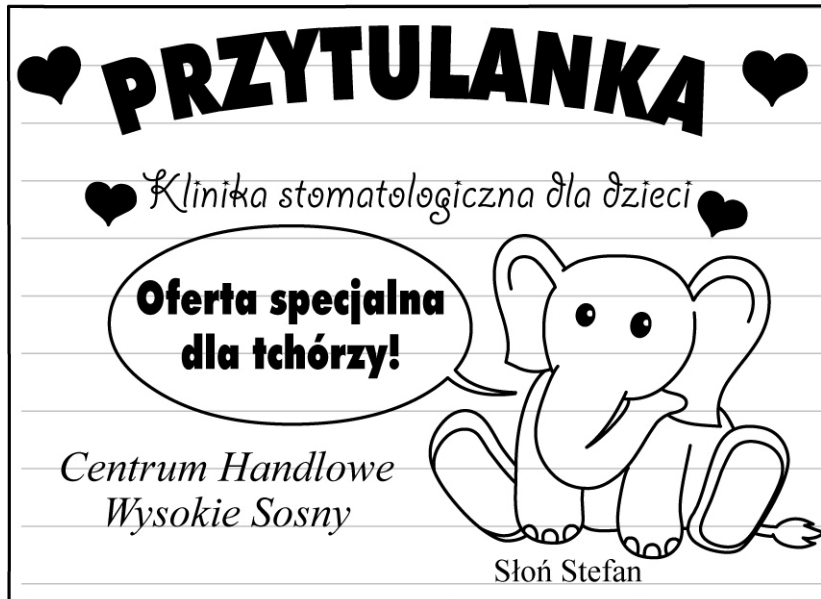 PRZYTULANKA
Klinika stomatologiczna dla dzieci
Oferta specjalna
dla tchórzy!
Centrum Handlowe
Wysokie Sosny
Słoń Stefan